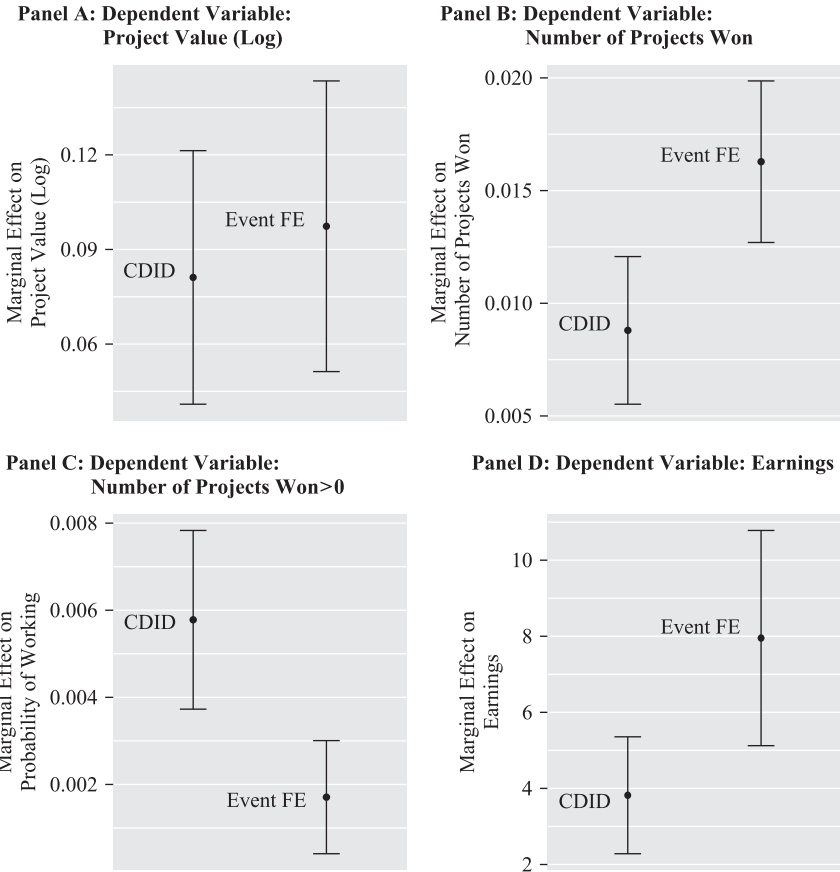 Panel A: Dependent Variable:
Project Value (Log)
Marginal Effect on
Project Value (Log)
0.12
0.09
0.06
CDID
Event FE
Panel B: Dependent Variable:
Number of Projects Won
Marginal Effect on
Number of Projects Won
0.020
0.015
0.010
0.005
Event FE
CDID
Panel C: Dependent Variable:
Number of Projects Won>0
Marginal Effect on
Probability of Working
0.008
0.006
0.004
0.002
CDID
Event FE
Panel D: Dependent Variable: Earnings
Marginal Effect on
Earnings
10
8
6
4
2
Event FE
CDID